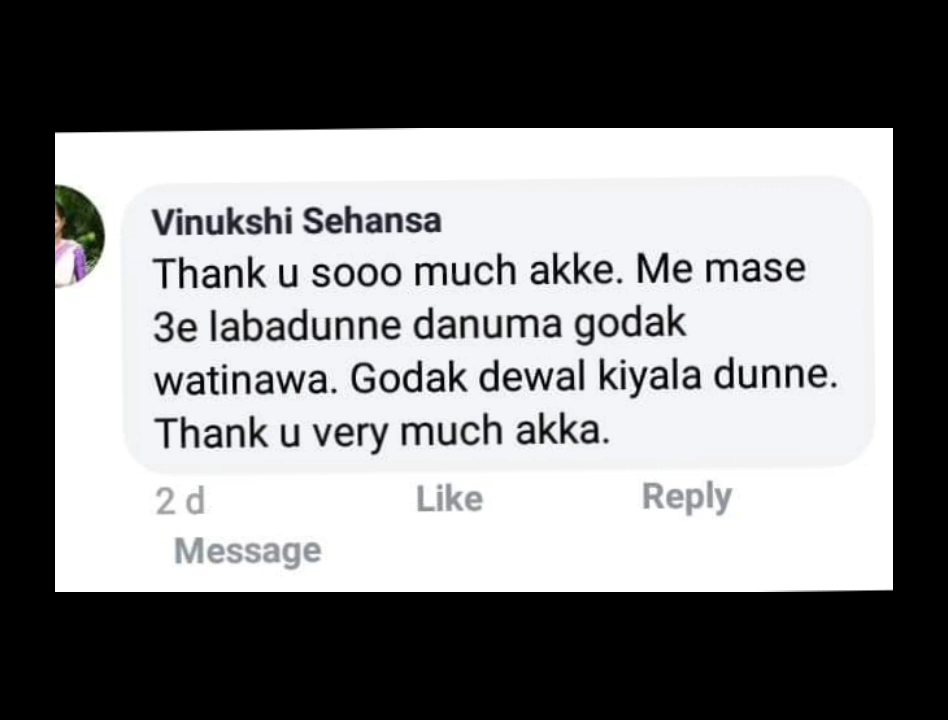 Vinukshi Sehansa
Thank u sooo much akke. Me mase
3e labadunne danuma godak
watinawa. Godak dewal kiyala dunne.
Thank u very much akka.
2 d Like Reply
Message